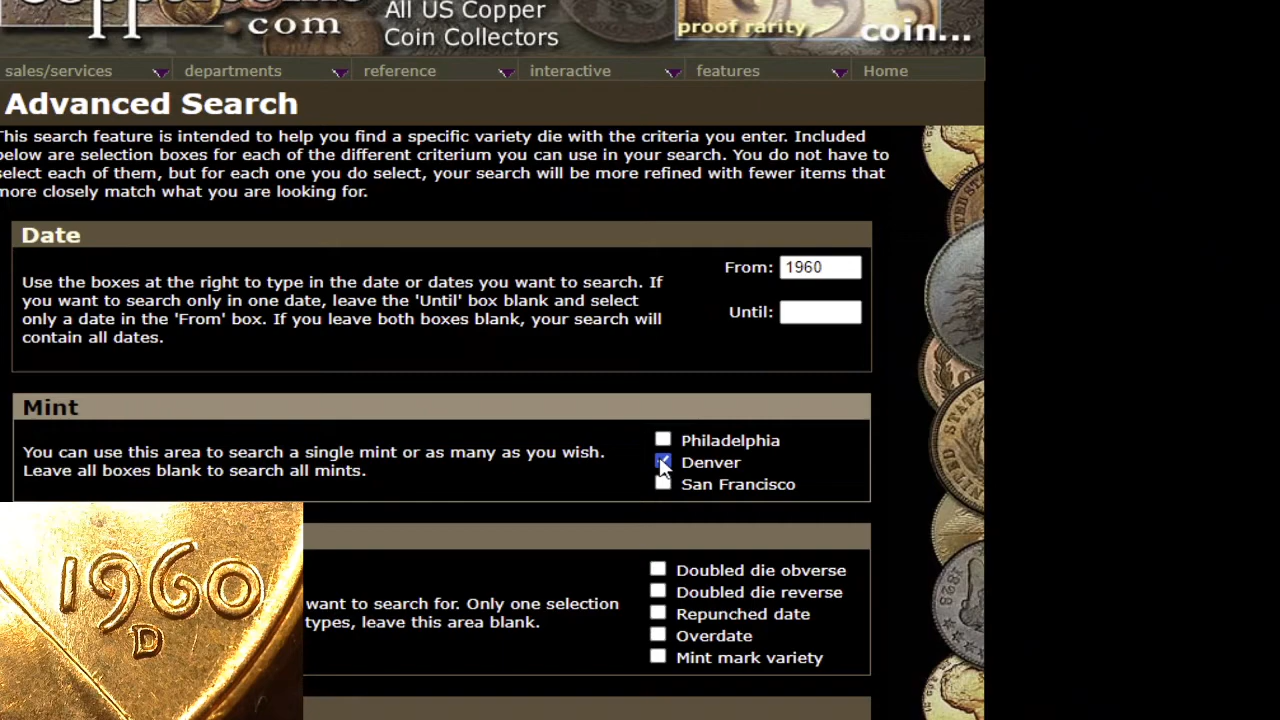 .com
All US Copper
Coin Collectors
proof rarity
coin...
sales/services
departments
reference
interactive
features
Home
Advanced Search
This search feature is intended to help you find a specific variety die with the criteria you enter. Included
below are selection boxes for each of the different criterium you can use in your search. You do not have to
select each of them, but for each one you do select, your search will be more refined with fewer items that
more closely match what you are looking for.
Date
Use the boxes at the right to type in the date or dates you want to search. If
you want to search only in one date, leave the 'Until' box blank and select
only a date in the 'From' box. If you leave both boxes blank, your search will
contain all dates.
From: 1960
Until:
Mint
You can use this area to search a single mint or as many as you wish.
Leave all boxes blank to search all mints.
Philadelphia
Denver
San Francisco
want to search for. Only one selection
types, leave this area blank.
Doubled die obverse
Doubled die reverse
Repunched date
Overdate
Mint mark variety
1960
D